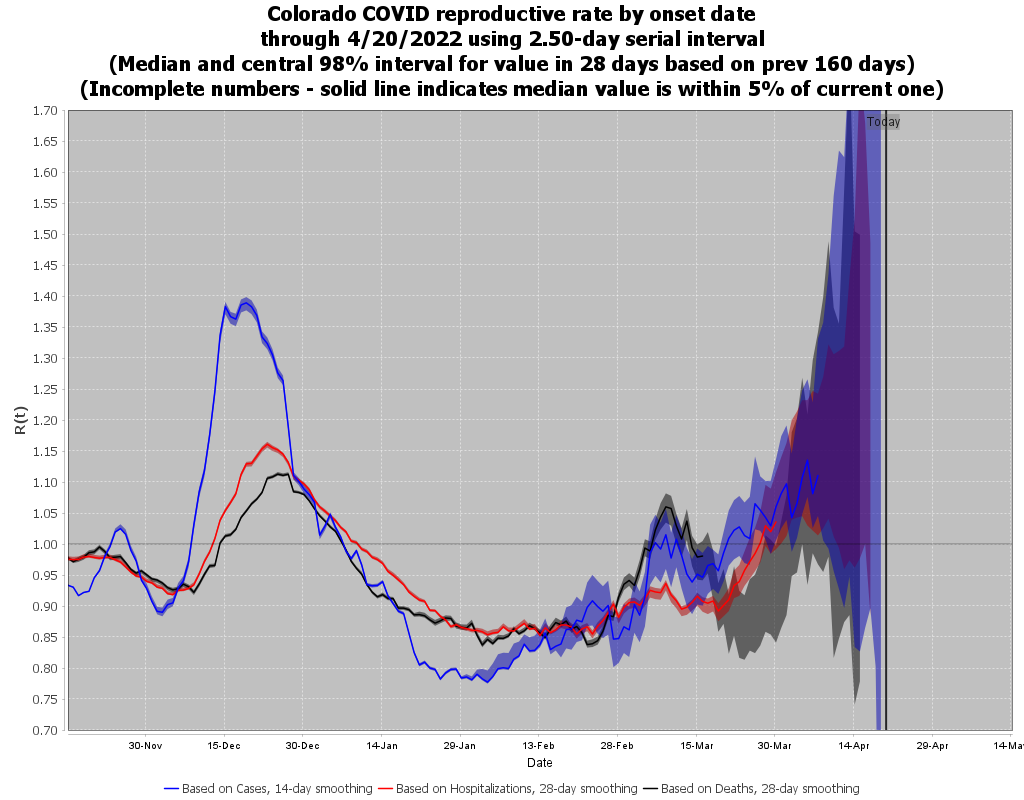 Colorado COVID reproductive rate by onset date
through 4/20/2022 using 2.50-day serial interval
(Median and central 98% interval for value in 28 days based on prev 160 days)
(Incomplete numbers - solid line indicates median value is within 5% of current one)
Today
1.70
1.65
1.60
1.55
1.50
1.45
1.40
1.35
1.30
1.25
1.20
1.15
1.10
1.05
1.00
0.95
0.90
0.85
0.80
0.75
0.70
R(t)
30-Nov 15-Dec 30-Dec 14-Jan 29-Jan 13-Feb 28-Feb 15-Mar 30-Mar 14-Apr 29-Apr 14-May
Date
Based on Cases, 14-day smoothing Based on Hospitalizations, 28-day smoothing Based on Deaths, 28-day smoothing